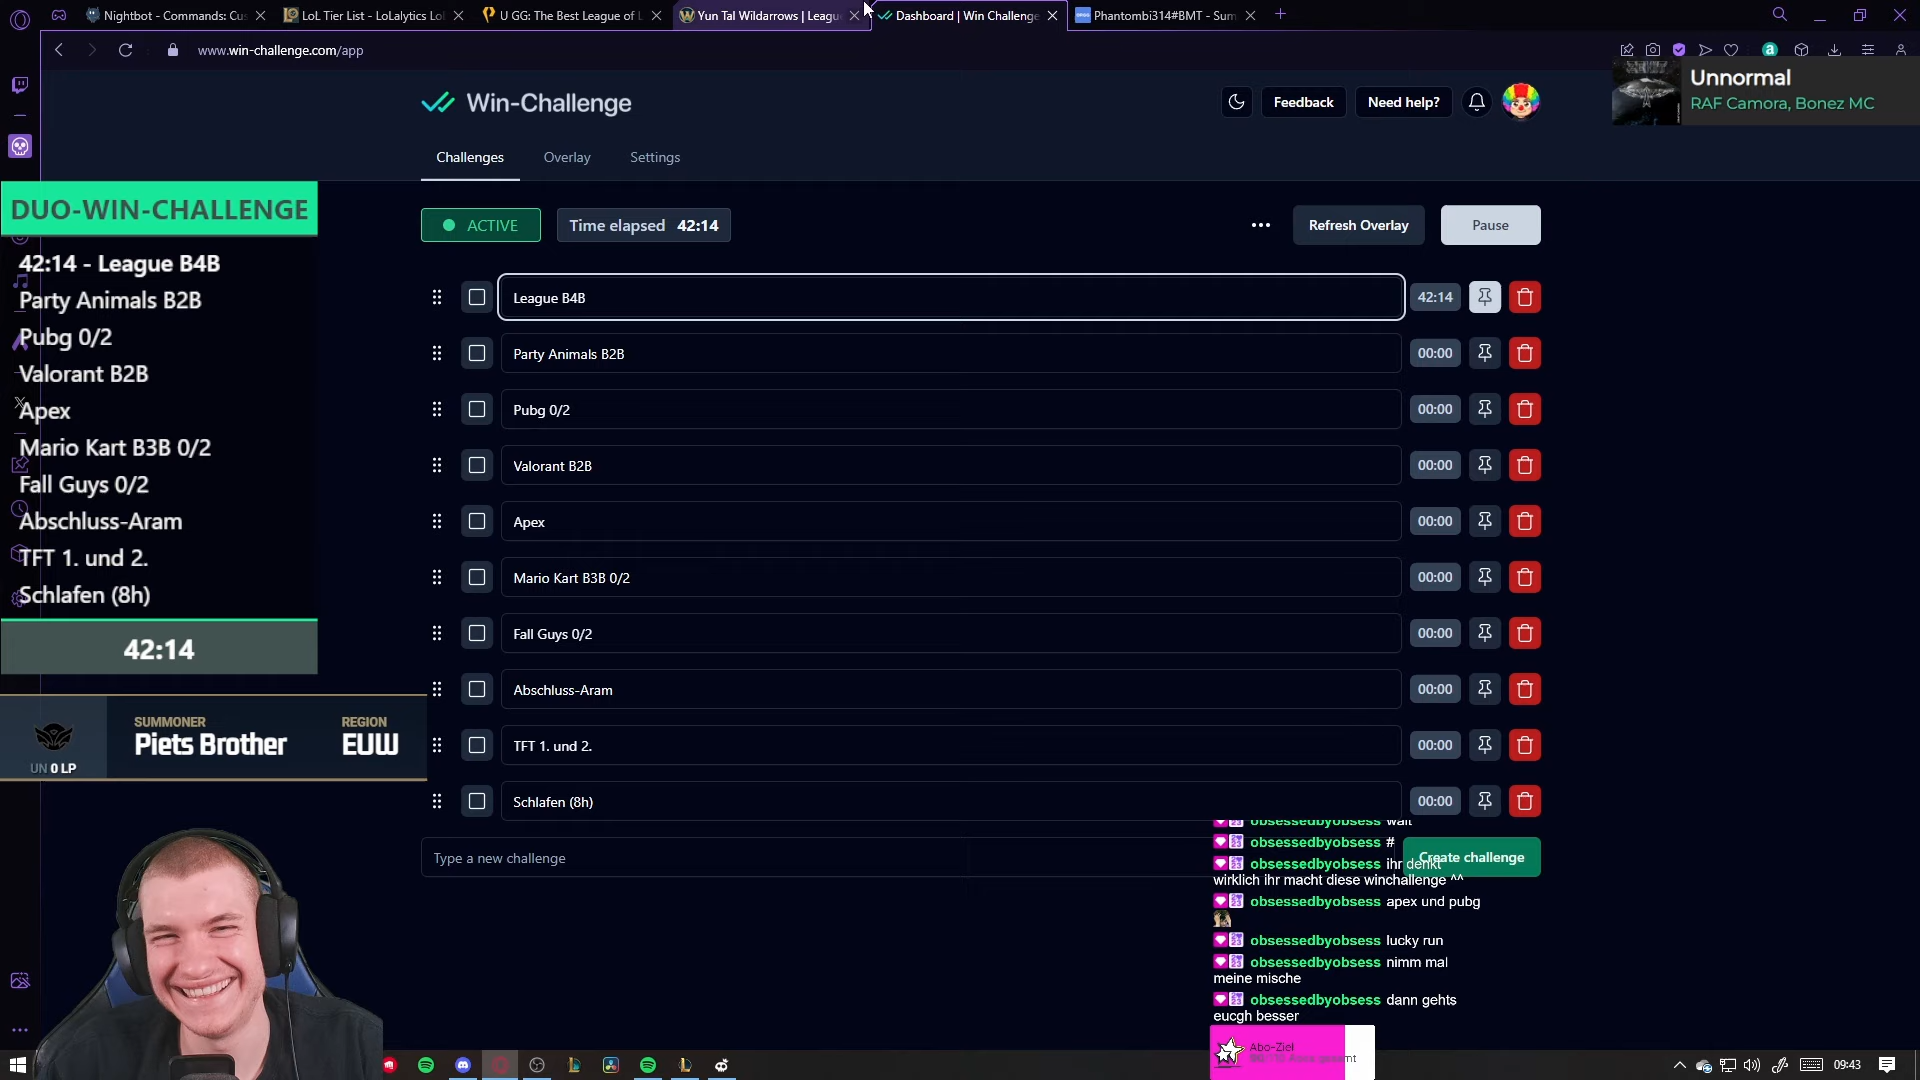 Nightbot - Commands: Cus
LoL Tier List - LoLalytics Lo
U GG: The Best League of L
Yun Tal Wildarrows | Leagu
Dashboard | Win Challenge
Phantombi314#BMT - Sum
www.win-challenge.com/app
Unnormal
RAF Camora, Bonez MC
Win-Challenge
Feedback
Need help?
Challenges
Overlay
Settings
ACTIVE
Time elapsed 42:14
Refresh Overlay
Pause
League B4B
42:14
Party Animals B2B
00:00
Pubg 0/2
00:00
Valorant B2B
00:00
Apex
00:00
Mario Kart B3B 0/2
00:00
Fall Guys 0/2
00:00
Abschluss-Aram
00:00
TFT 1. und 2.
00:00
Schlafen (8h)
00:00
Type a new challenge
Create challenge
DUO-WIN-CHALLENGE
42:14 - League B4B
Party Animals B2B
Pubg 0/2
Valorant B2B
Apex
Mario Kart B3B 0/2
Fall Guys 0/2
Abschluss-Aram
TFT 1. und 2.
Schlafen (8h)
42:14
SUMMONER
Piets Brother
REGION
EUW
UN 0 LP
obsessedbyobsess wait
obsessedbyobsess #
obsessedbyobsess ihr denkt
wirklich ihr macht diese winchallenge ^^
obsessedbyobsess apex und pubg
obsessedbyobsess lucky run
obsessedbyobsess nimm mal
meine mische
obsessedbyobsess dann gehts
eucgh besser
Abo-Ziel
09:43